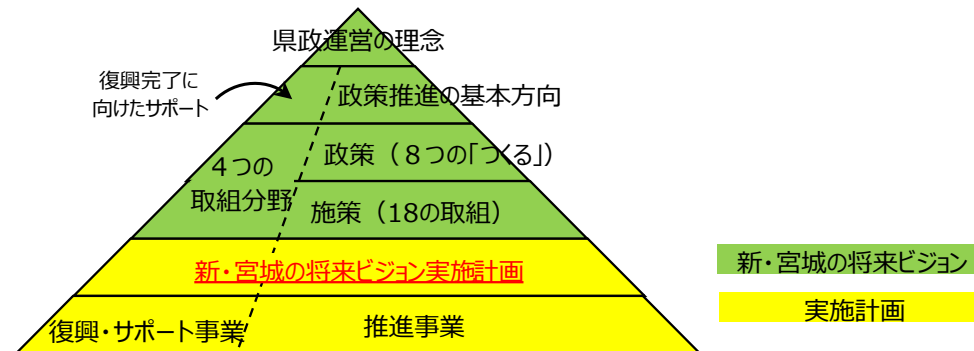 県政運営の理念
復興完了に
向けたサポート
政策推進の基本方向
4つの
取組分野
政策（８つの「つくる」）
施策（18の取組）
新・宮城の将来ビジョン実施計画
復興・サポート事業
推進事業
新・宮城の将来ビジョン
実施計画